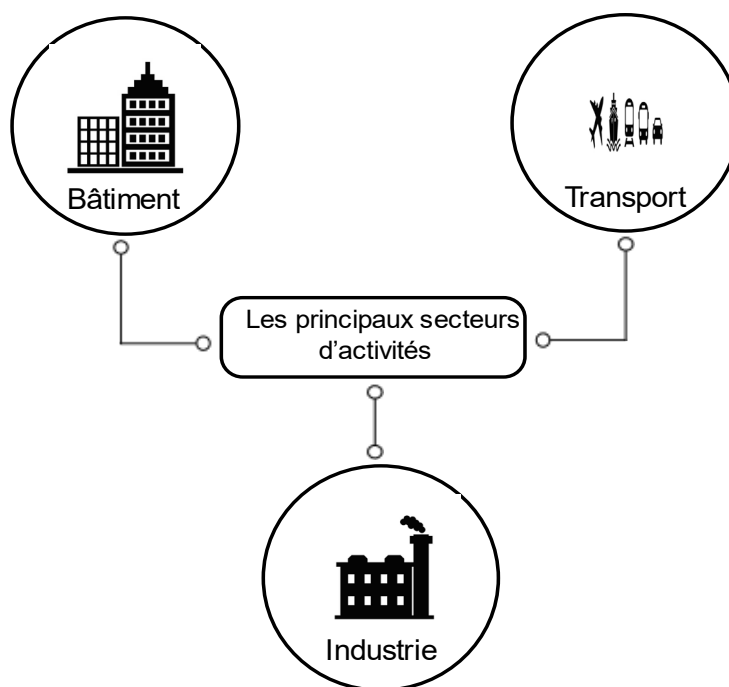 Bâtiment
Transport
Les principaux secteurs
d’activités
Industrie